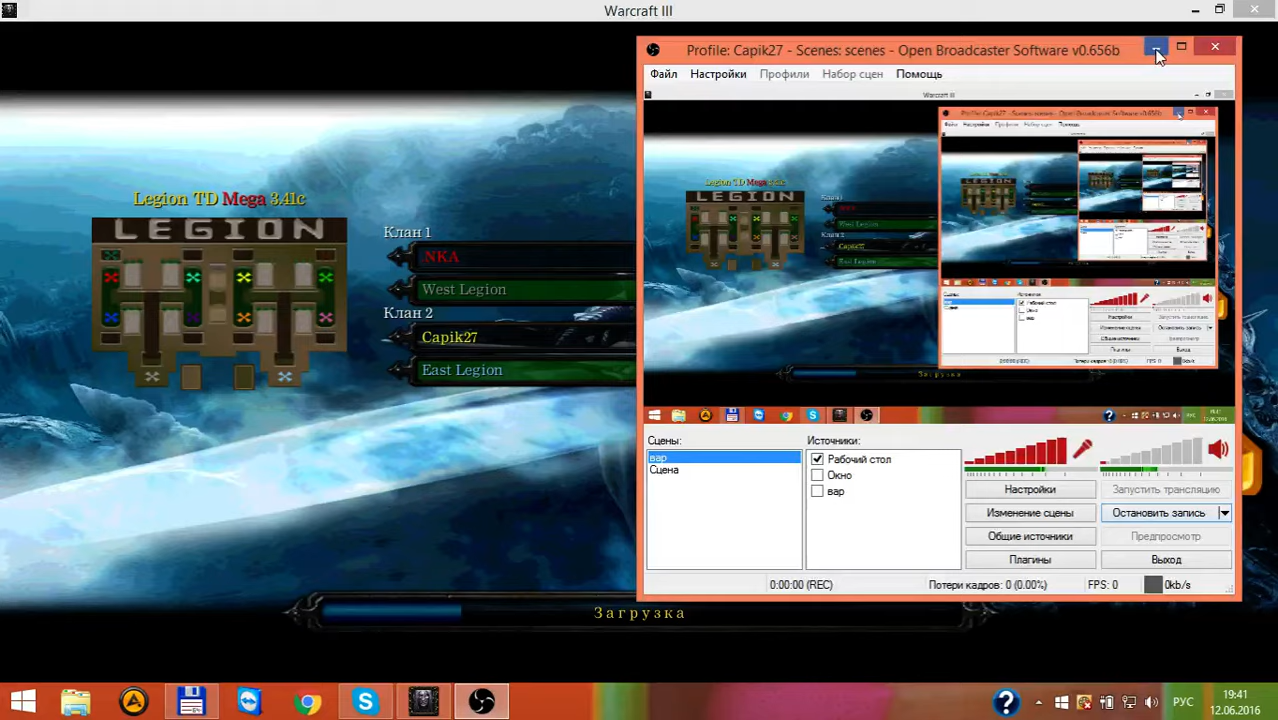 Warcraft III
Profile: Capik27 - Scenes: scenes - Open Broadcaster Software v0.656b
Файл Настройки Профили Набор сцен Помощь
Warcraft III
Legion TD Mega 3.41c
LEGION
Клан 1
NKA
West Legion
Клан 2
Capik27
East Legion
Загрузка
Сцены:
вар
Сцена
Источники:
Рабочий стол
Окно
вар
Настройки
Запустить трансляцию
Изменение сцены
Остановить запись
Общие источники
Предпросмотр
Плагины
Выход
0:00:00 (REC)
Потери кадров: 0 (0.00%)
FPS: 0
0kb/s
РУС
19:41
12.06.2016